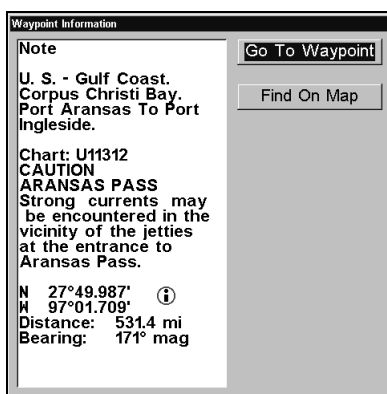 Waypoint Information
Note
U. S. - Gulf Coast.
Corpus Christi Bay.
Port Aransas To Port
Ingleside.
Chart: U11312
CAUTION
ARANSAS PASS
Strong currents may
be encountered in the
vicinity of the jetties
at the entrance to
Aransas Pass.
N 27°49.987'
W 97°01.709'
Distance: 531.4 mi
Bearing: 171° mag
Go To Waypoint
Find On Map